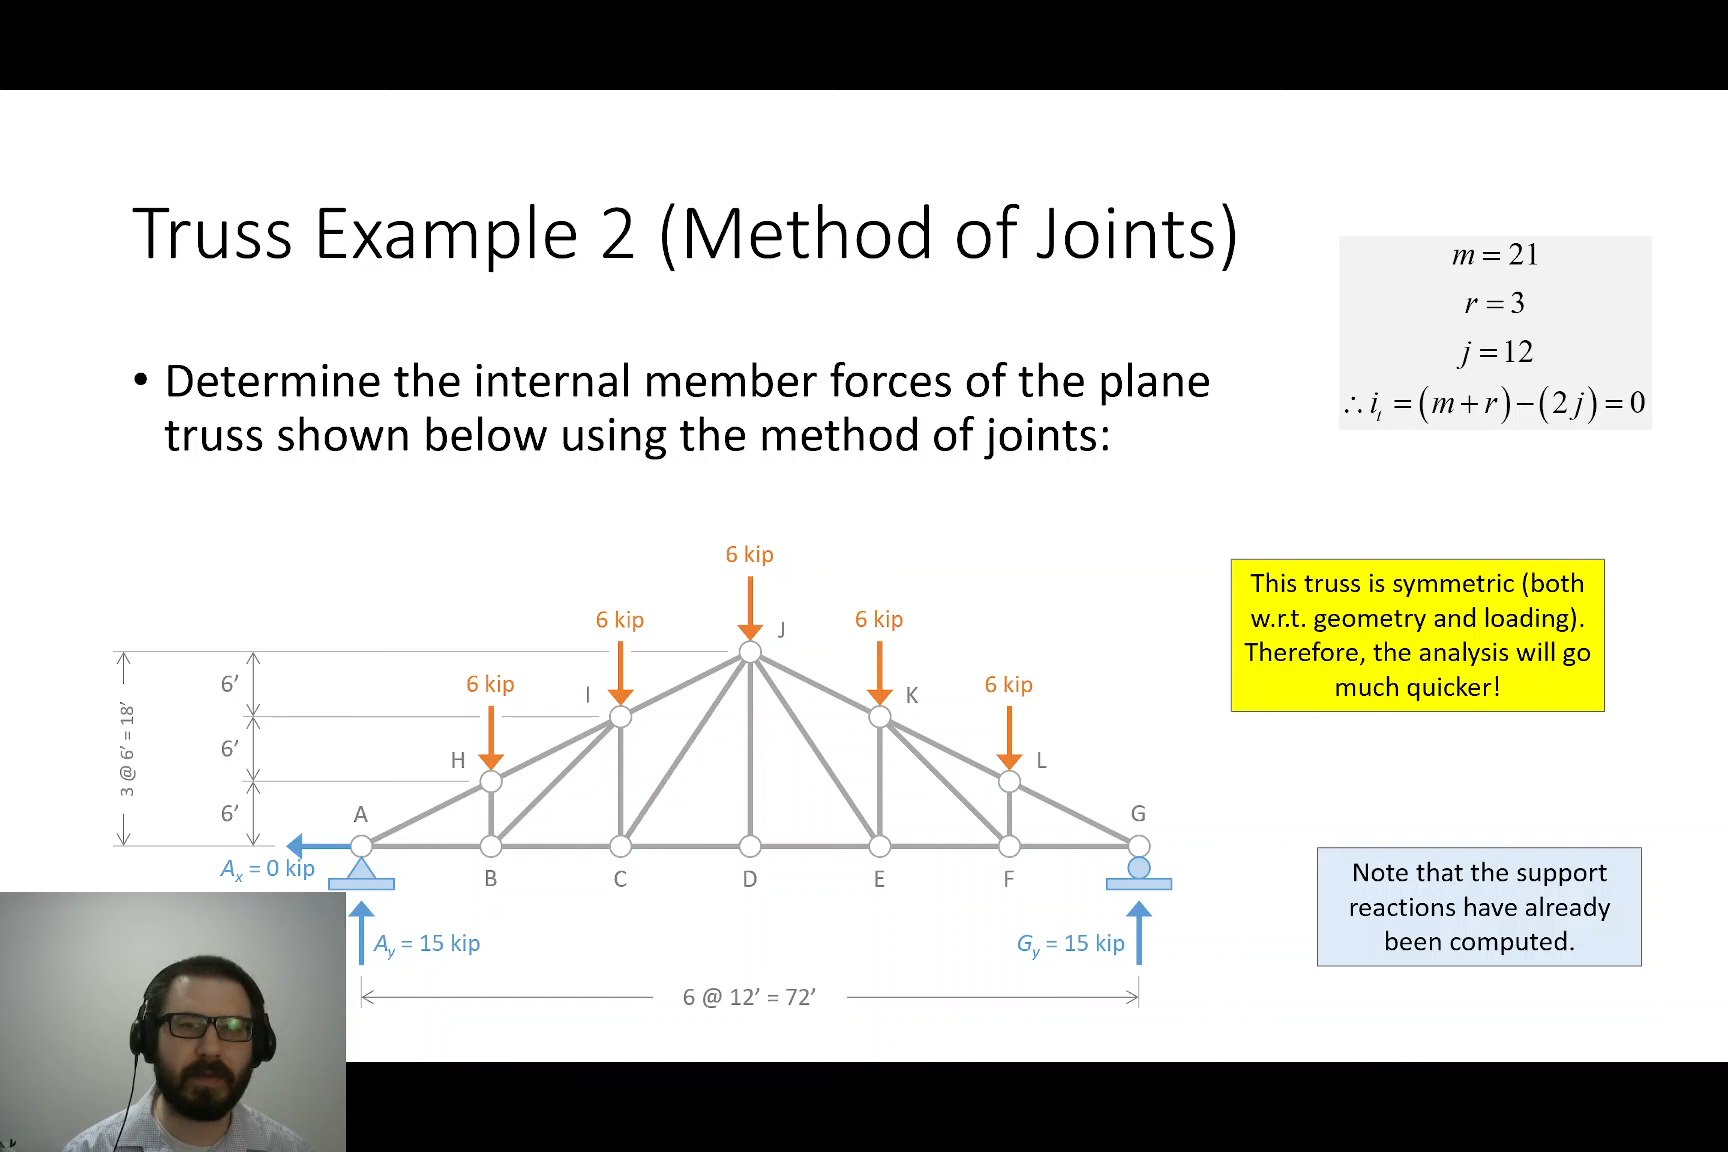 Truss Example 2 (Method of Joints)
m = 21
r = 3
j = 12
∴ i_t = (m + r) − (2j) = 0
• Determine the internal member forces of the plane
truss shown below using the method of joints:
6 kip
6 kip
6 kip
J
6 kip
6 kip
I
K
H
L
3 @ 6’ = 18’
6’
6’
6’
A
G
A_x = 0 kip
B
C
D
E
F
A_y = 15 kip
G_y = 15 kip
6 @ 12’ = 72’
This truss is symmetric (both
w.r.t. geometry and loading).
Therefore, the analysis will go
much quicker!
Note that the support
reactions have already
been computed.